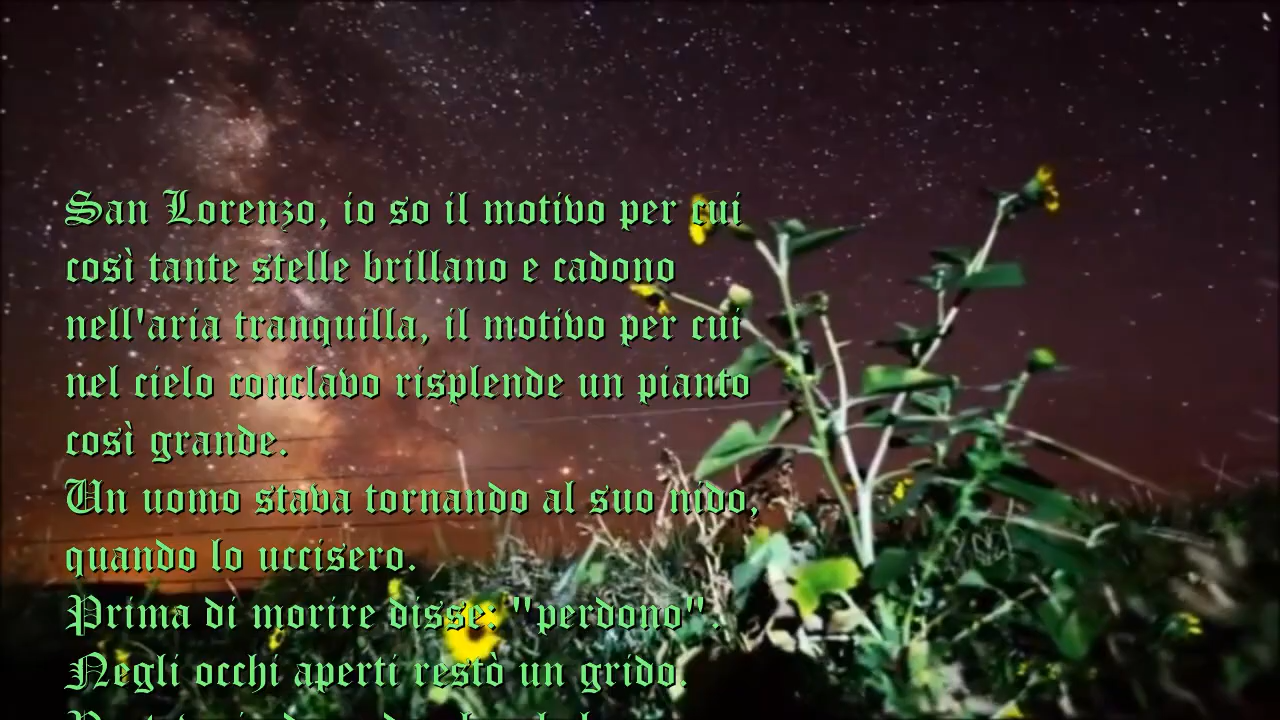 San Lorenzo, io so il motivo per cui
così tante stelle brillano e cadono
nell'aria tranquilla, il motivo per cui
nel cielo conclavo risplende un pianto
così grande.
Un uomo stava tornando al suo nido,
quando lo uccisero.
Prima di morire disse: "perdono".
Negli occhi aperti restò un grido.